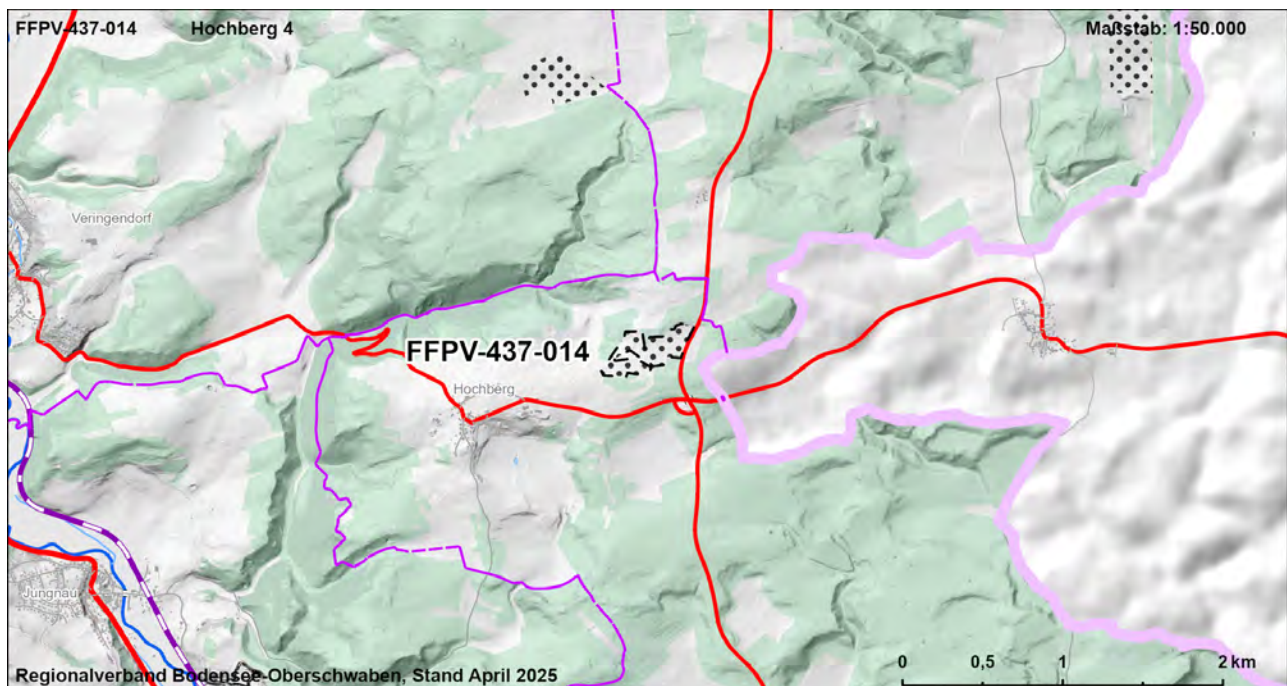 FFPV-437-014 Hochberg 4 Maßstab: 1:50.000
Veringendorf
FFPV-437-014
Hochberg
Jungnau
0 0,5 1 2 km
Regionalverband Bodensee-Oberschwaben, Stand April 2025